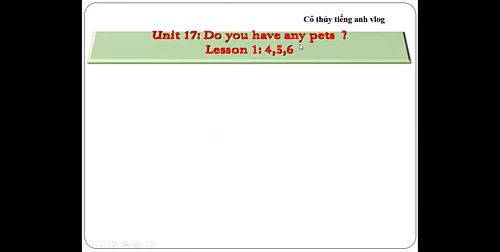 Cô thủy tiếng anh vlog
Unit 17: Do you have any pets ?
Lesson 1: 4,5,6